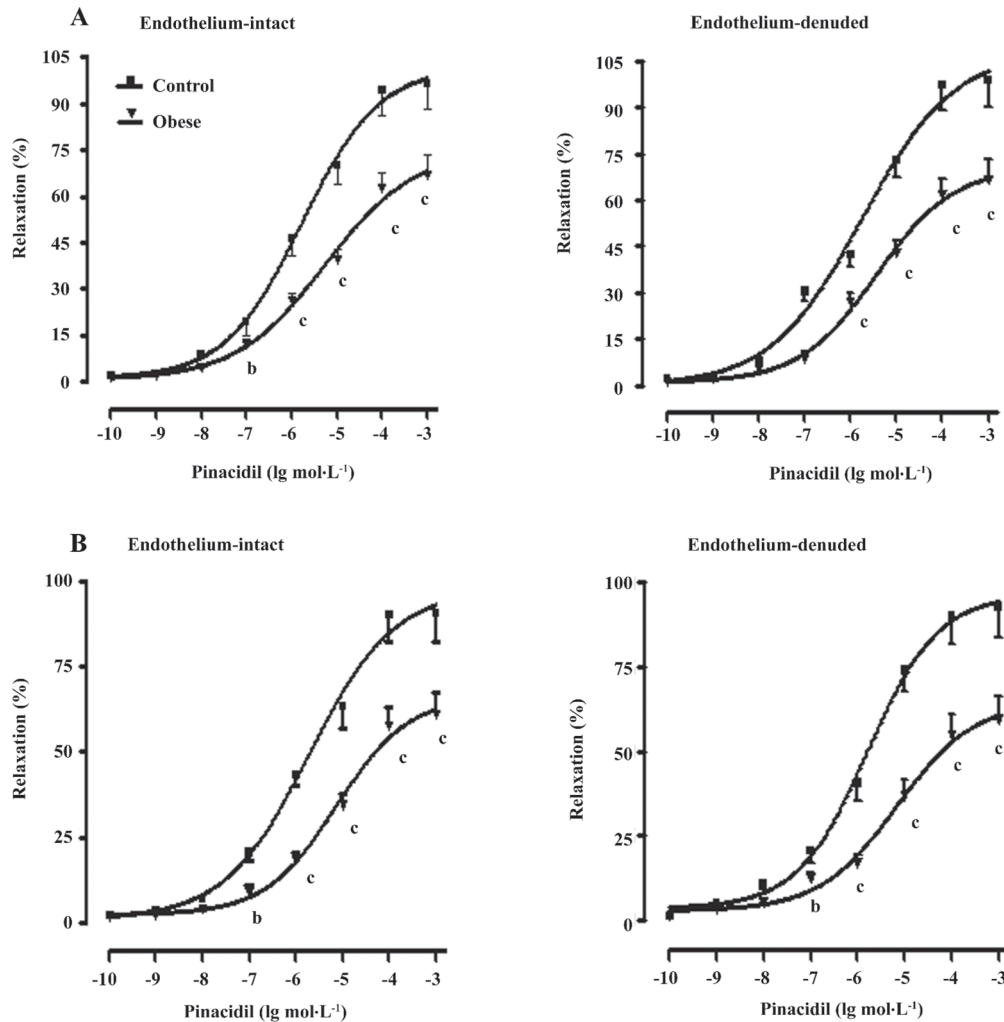 A
Endothelium-intact
Endothelium-denuded
105
90
75
60
45
30
15
0
Relaxation (%)
Control
Obese
b
c
c
c
c
-10 -9 -8 -7 -6 -5 -4 -3
Pinacidil (lg mol·L⁻¹)
105
90
75
60
45
30
15
0
Relaxation (%)
c
c
c
c
-10 -9 -8 -7 -6 -5 -4 -3
Pinacidil (lg mol·L⁻¹)
B
Endothelium-intact
Endothelium-denuded
100
75
50
25
0
Relaxation (%)
b
c
c
c
c
-10 -9 -8 -7 -6 -5 -4 -3
Pinacidil (lg mol·L⁻¹)
100
75
50
25
0
Relaxation (%)
b
c
c
c
c
-10 -9 -8 -7 -6 -5 -4 -3
Pinacidil (lg mol·L⁻¹)